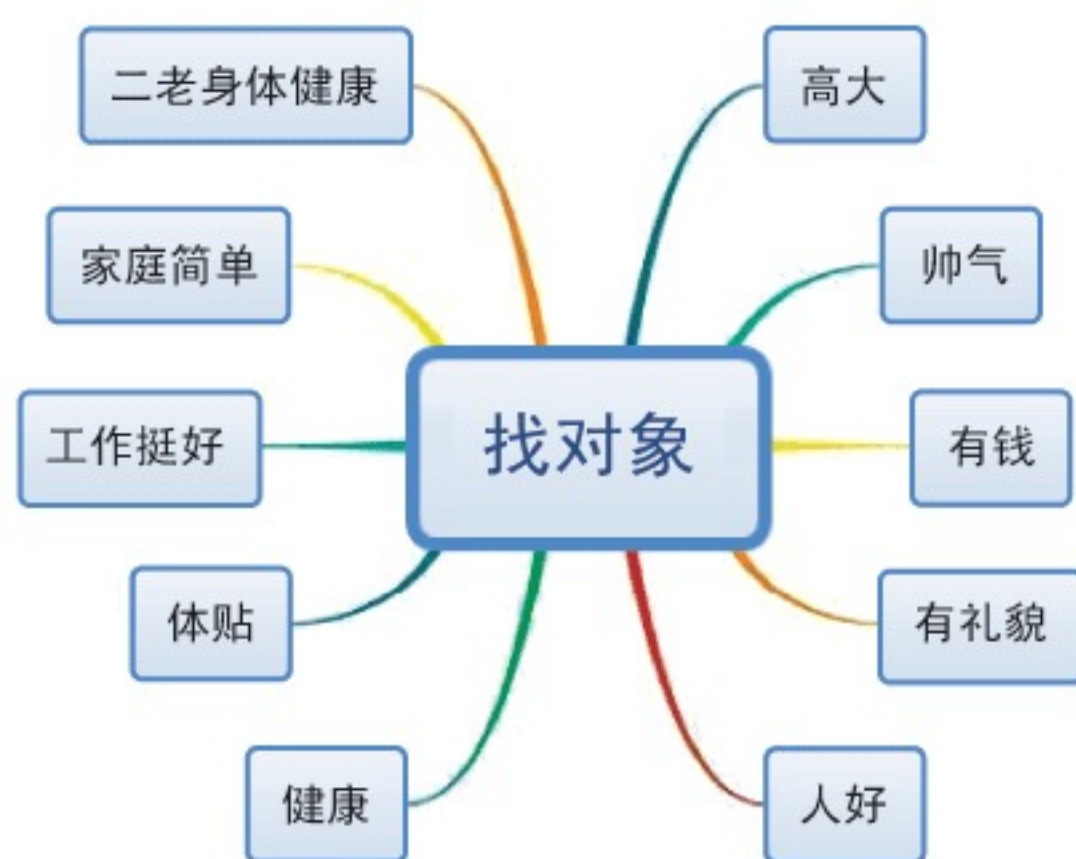 二老身体健康
高大
家庭简单
帅气
工作挺好
找对象
有钱
体贴
有礼貌
健康
人好